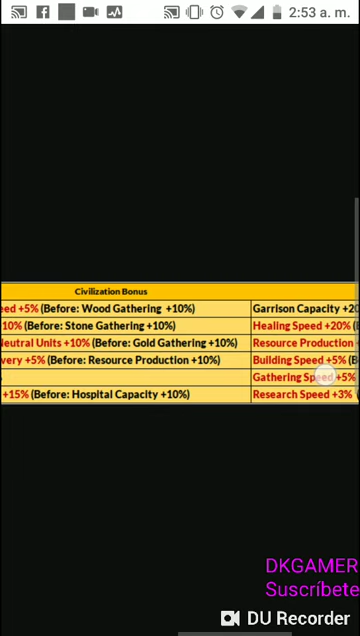 2:53 a. m.
Civilization Bonus
eed +5% (Before: Wood Gathering +10%) Garrison Capacity +20
10% (Before: Stone Gathering +10%) Healing Speed +20% (
Neutral Units +10% (Before: Gold Gathering +10%) Resource Production
very +5% (Before: Resource Production +10%) Building Speed +5% (B
Gathering Speed +5%
+15% (Before: Hospital Capacity +10%) Research Speed +3%
DKGAMER
Suscríbete
DU Recorder